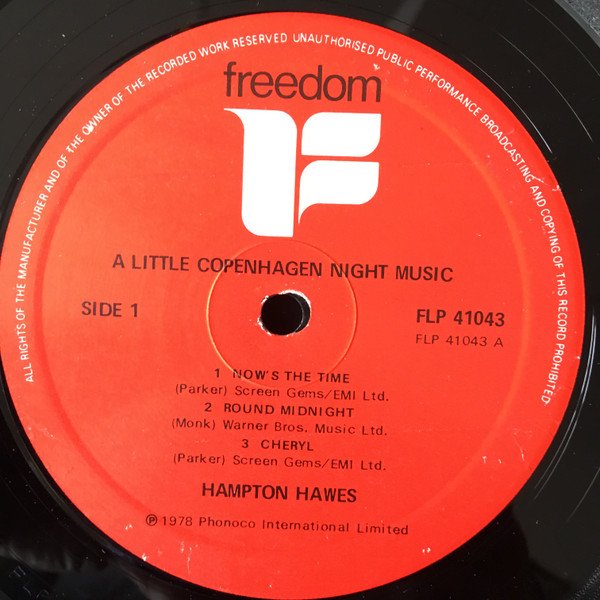 ALL RIGHTS OF THE MANUFACTURER AND OF THE OWNER OF THE RECORDED WORK RESERVED UNAUTHORISED PUBLIC PERFORMANCE BROADCASTING AND COPYING OF THIS RECORD PROHIBITED
freedom
F
A LITTLE COPENHAGEN NIGHT MUSIC
SIDE 1
FLP 41043
FLP 41043 A
1 NOW'S THE TIME
(Parker) Screen Gems/EMI Ltd.
2 ROUND MIDNIGHT
(Monk) Warner Bros. Music Ltd.
3 CHERYL
(Parker) Screen Gems/EMI Ltd.
HAMPTON HAWES
℗ 1978 Phonoco International Limited